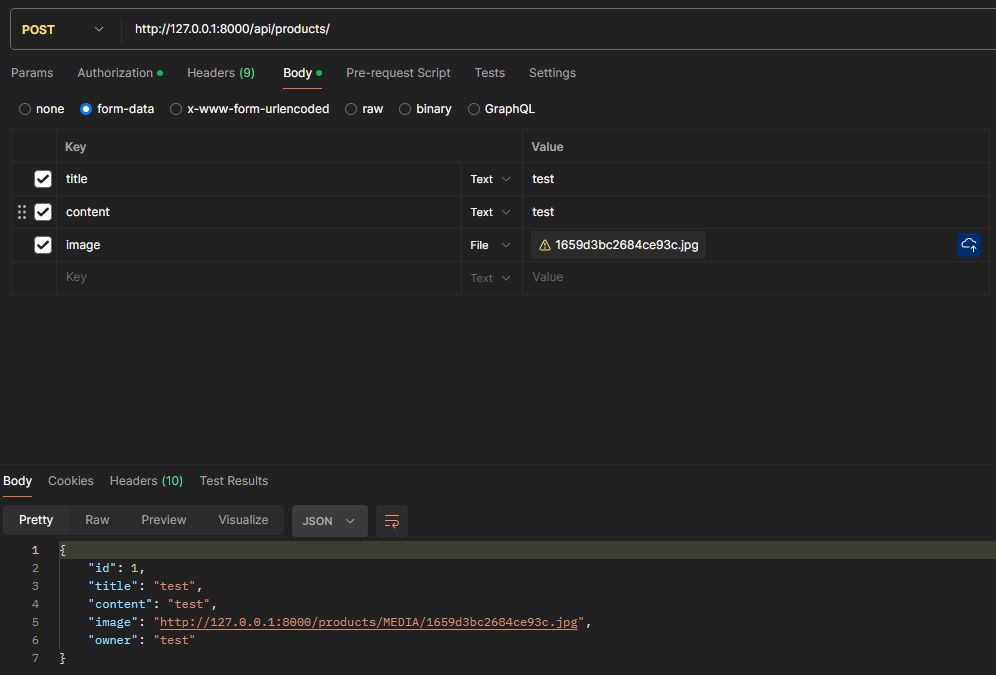 POST http://127.0.0.1:8000/api/products/
Params Authorization Headers (9) Body Pre-request Script Tests Settings
none form-data x-www-form-urlencoded raw binary GraphQL
Key Value
title Text test
content Text test
image File 1659d3bc2684ce93c.jpg
Key Text Value
Body Cookies Headers (10) Test Results
Pretty Raw Preview Visualize JSON
1 {
2 "id": 1,
3 "title": "test",
4 "content": "test",
5 "image": "http://127.0.0.1:8000/products/MEDIA/1659d3bc2684ce93c.jpg",
6 "owner": "test"
7 }